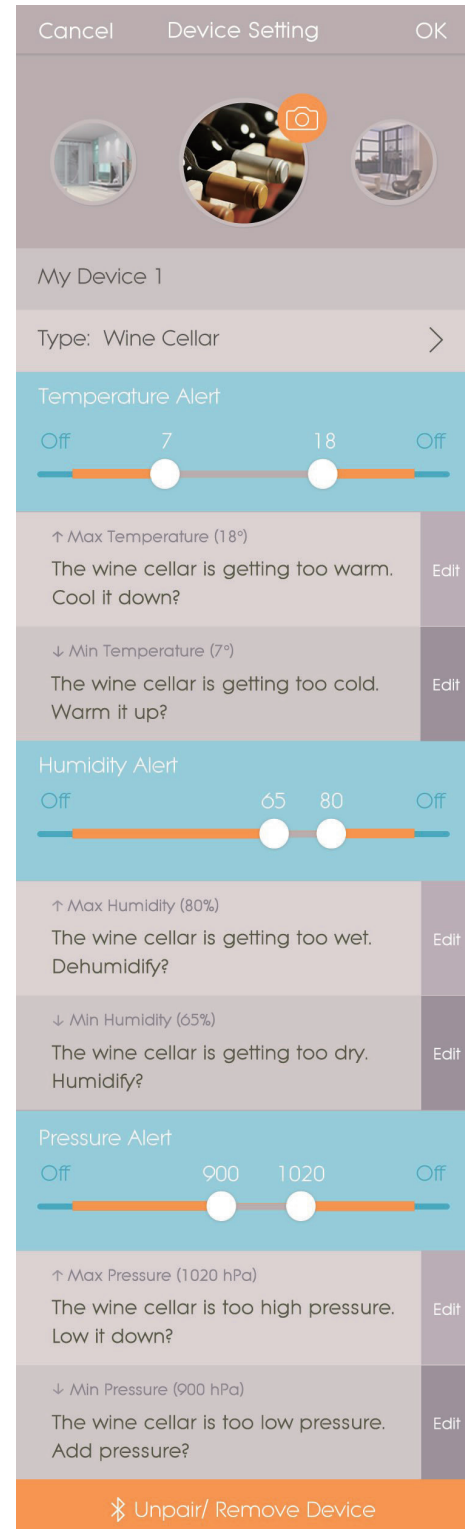 Cancel Device Setting OK
My Device 1
Type: Wine Cellar
Temperature Alert
Off 7 18 Off
↑ Max Temperature (18°)
The wine cellar is getting too warm.
Cool it down?
Edit
↓ Min Temperature (7°)
The wine cellar is getting too cold.
Warm it up?
Edit
Humidity Alert
Off 65 80 Off
↑ Max Humidity (80%)
The wine cellar is getting too wet.
Dehumidify?
Edit
↓ Min Humidity (65%)
The wine cellar is getting too dry.
Humidify?
Edit
Pressure Alert
Off 900 1020 Off
↑ Max Pressure (1020 hPa)
The wine cellar is too high pressure.
Low it down?
Edit
↓ Min Pressure (900 hPa)
The wine cellar is too low pressure.
Add pressure?
Edit
Unpair/ Remove Device